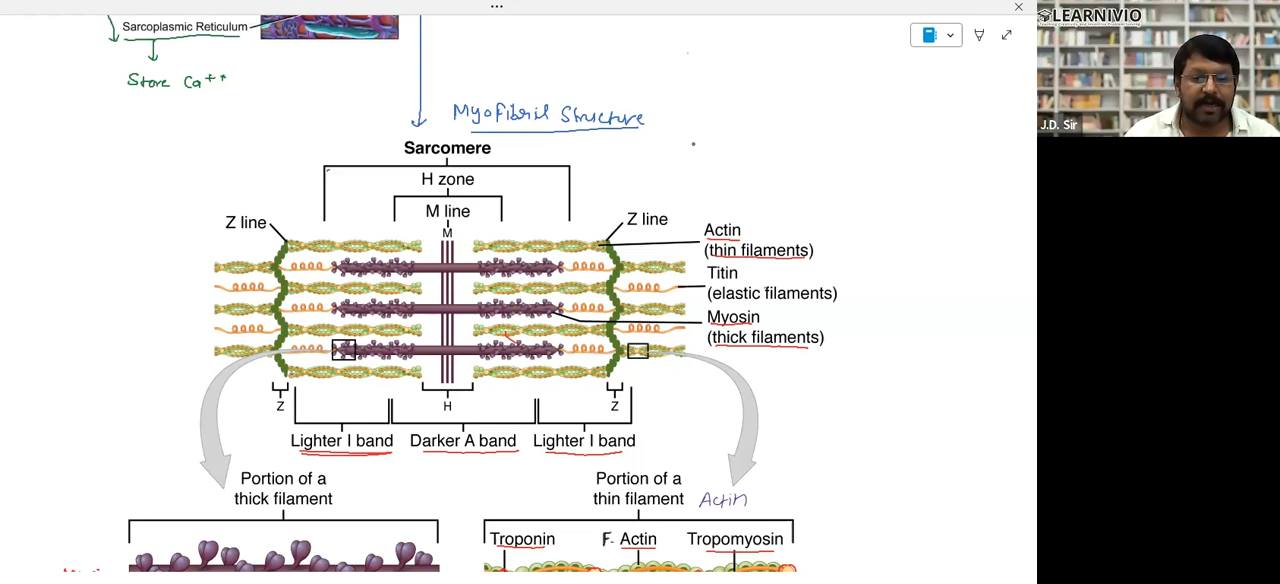 LEARNIVIO
J.D. Sir
Sarcoplasmic Reticulum
Store Ca++
Myofibril Structure
Sarcomere
H zone
M line
Z line
Z line
M
Actin
(thin filaments)
Titin
(elastic filaments)
Myosin
(thick filaments)
Z
H
Z
Lighter I band
Darker A band
Lighter I band
Portion of a
thick filament
Portion of a
thin filament Actin
Troponin
F. Actin
Tropomyosin